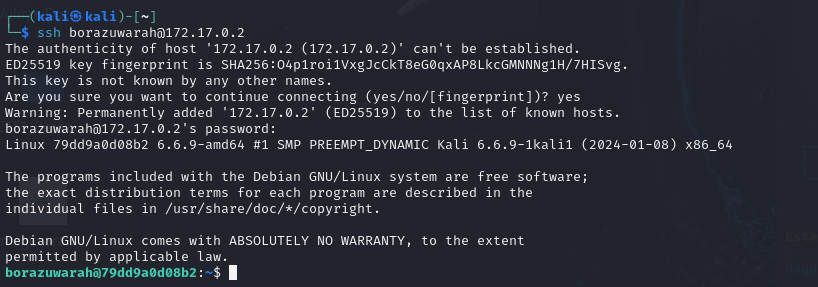 ┌──(kali㉿kali)-[~]
└─$ ssh borazuwarah@172.17.0.2
The authenticity of host '172.17.0.2 (172.17.0.2)' can't be established.
ED25519 key fingerprint is SHA256:O4p1roi1VxgJcCkT8eG0qxAP8LkcGMNNNg1H/7HISvg.
This key is not known by any other names.
Are you sure you want to continue connecting (yes/no/[fingerprint])? yes
Warning: Permanently added '172.17.0.2' (ED25519) to the list of known hosts.
borazuwarah@172.17.0.2's password:
Linux 79dd9a0d08b2 6.6.9-amd64 #1 SMP PREEMPT_DYNAMIC Kali 6.6.9-1kali1 (2024-01-08) x86_64
The programs included with the Debian GNU/Linux system are free software;
the exact distribution terms for each program are described in the
individual files in /usr/share/doc/*/copyright.
Debian GNU/Linux comes with ABSOLUTELY NO WARRANTY, to the extent
permitted by applicable law.
borazuwarah@79dd9a0d08b2:~$